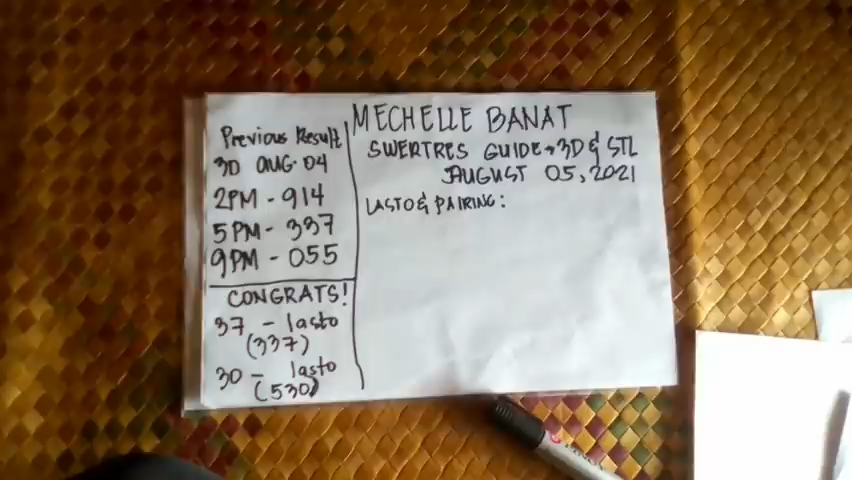 Previous Result
3D AUG. 04
2PM - 914
5PM - 337
9PM - 055
CONGRATS!
37 - lasto
(337)
30 - lasto
(530)
MECHELLE BANAT
SWERTRES GUIDE → 3D & STL
AUGUST 05, 2021
LASTO & PAIRING :